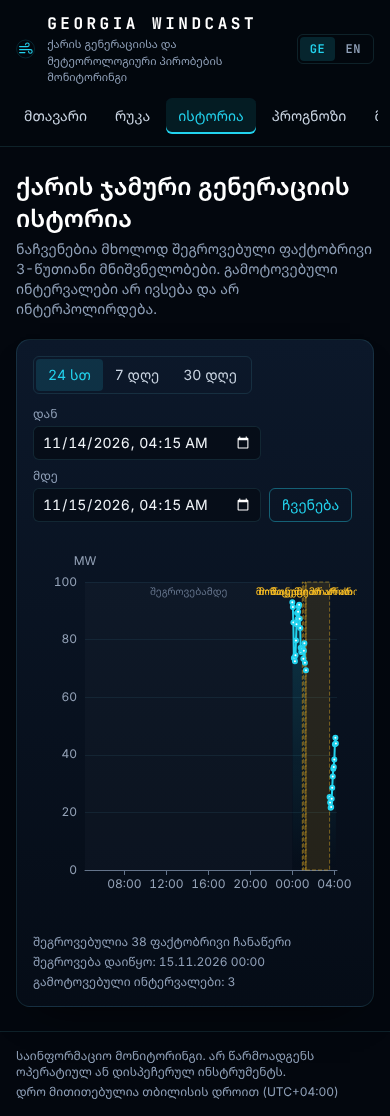 GEORGIA WINDCAST
ქარის გენერაციისა და
მეტეოროლოგიური პირობების
მონიტორინგი
GE EN
მთავარი რუკა ისტორია პროგნოზი
ქარის ჯამური გენერაციის
ისტორია
ნაჩვენებია მხოლოდ შეგროვებული ფაქტობრივი
3-წუთიანი მნიშვნელობები. გამოტოვებული
ინტერვალები არ ივსება და არ
ინტერპოლირდება.
24 სთ 7 დღე 30 დღე
დან
11/14/2026, 04:15 AM
მდე
11/15/2026, 04:15 AM ჩვენება
MW
100
შეგროვებამდე
80
60
40
20
0
08:00 12:00 16:00 20:00 00:00 04:00
შეგროვებულია 38 ფაქტობრივი ჩანაწერი
შეგროვება დაიწყო: 15.11.2026 00:00
გამოტოვებული ინტერვალები: 3
საინფორმაციო მონიტორინგი. არ წარმოადგენს
ოპერატიულ ან დისპეჩერულ ინსტრუმენტს.
დრო მითითებულია თბილისის დროით (UTC+04:00)